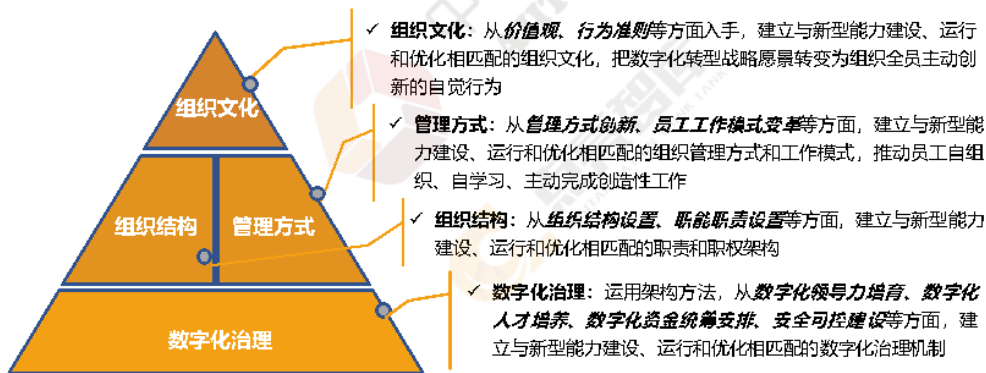 ✓ 组织文化：从价值观、行为准则等方面入手，建立与新型能力建设、运行
和优化相匹配的组织文化，把数字化转型战略愿景转变为组织全员主动创
新的自觉行为
组织文化
✓ 管理方式：从管理方式创新、员工工作模式变革等方面，建立与新型能
力建设、运行和优化相匹配的组织管理方式和工作模式，推动员工自组
织、自学习、主动完成创造性工作
组织结构
管理方式
✓ 组织结构：从组织结构设置、职能职责设置等方面，建立与新型能力
建设、运行和优化相匹配的职责和职权架构
✓ 数字化治理：运用架构方法，从数字化领导力培育、数字化
人才培养、数字化资金统筹安排、安全可控建设等方面，建
立与新型能力建设、运行和优化相匹配的数字化治理机制
数字化治理